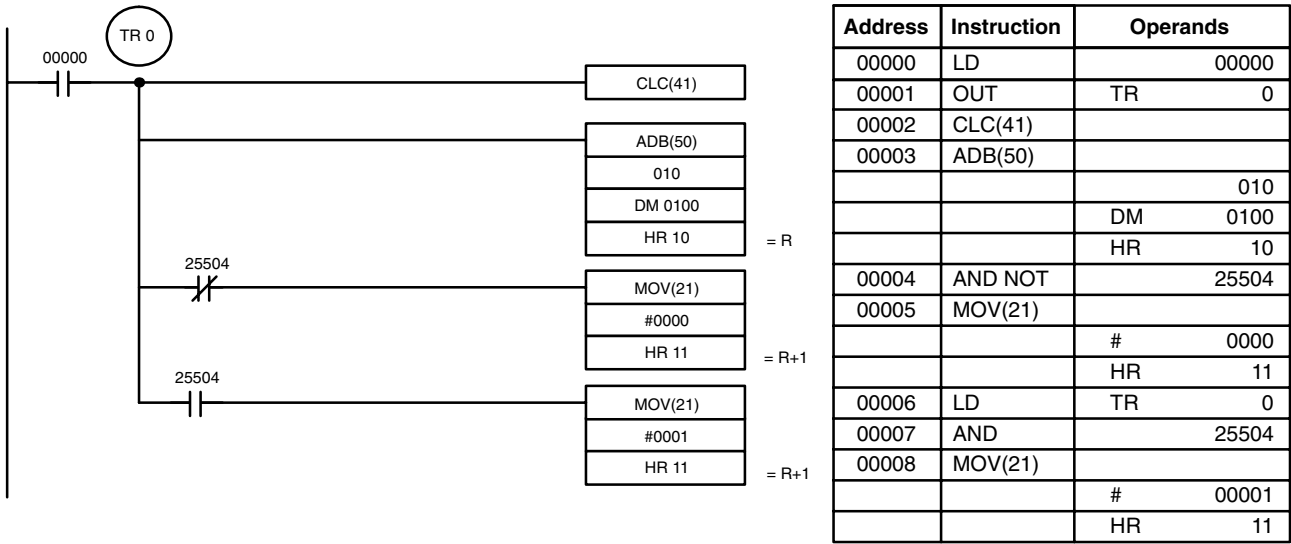 TR 0
00000
CLC(41)
ADB(50)
010
DM 0100
HR 10
= R
25504
MOV(21)
#0000
HR 11
= R+1
25504
MOV(21)
#0001
HR 11
= R+1
Address Instruction Operands
00000 LD 00000
00001 OUT TR 0
00002 CLC(41)
00003 ADB(50)
010
DM 0100
HR 10
00004 AND NOT 25504
00005 MOV(21)
# 0000
HR 11
00006 LD TR 0
00007 AND 25504
00008 MOV(21)
# 00001
HR 11